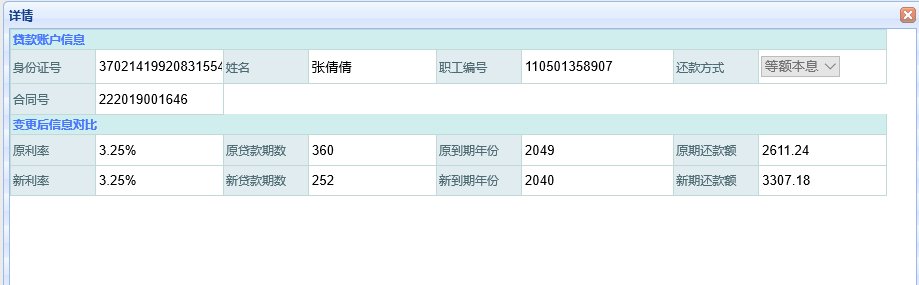 详情
贷款账户信息
身份证号 37021419920831554 姓名 张倩倩 职工编号 110501358907 还款方式 等额本息
合同号 222019001646
变更后信息对比
原利率 3.25% 原贷款期数 360 原到期年份 2049 原期还款额 2611.24
新利率 3.25% 新贷款期数 252 新到期年份 2040 新期还款额 3307.18